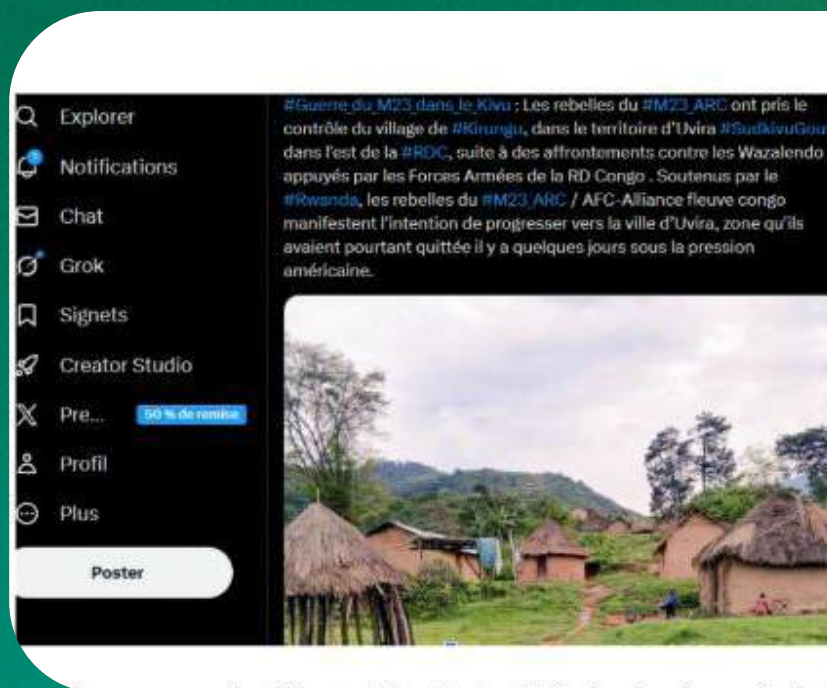 Explorer
Notifications
Chat
Grok
Signets
Creator Studio
Pre...
50 % de remise
Profil
Plus
Poster
#Guerre_du_M23_dans_le_Kivu ; Les rebelles du #M23_ARC ont pris le
contrôle du village de #Kirungu, dans le territoire d'Uvira
dans l'est de la #RDC, suite à des affrontements contre les Wazalendo
appuyés par les Forces Armées de la RD Congo . Soutenus par le
#Rwanda, les rebelles du #M23_ARC / AFC-Alliance fleuve congo
manifestent l'intention de progresser vers la ville d'Uvira, zone qu'ils
avaient pourtant quittée il y a quelques jours sous la pression
américaine.